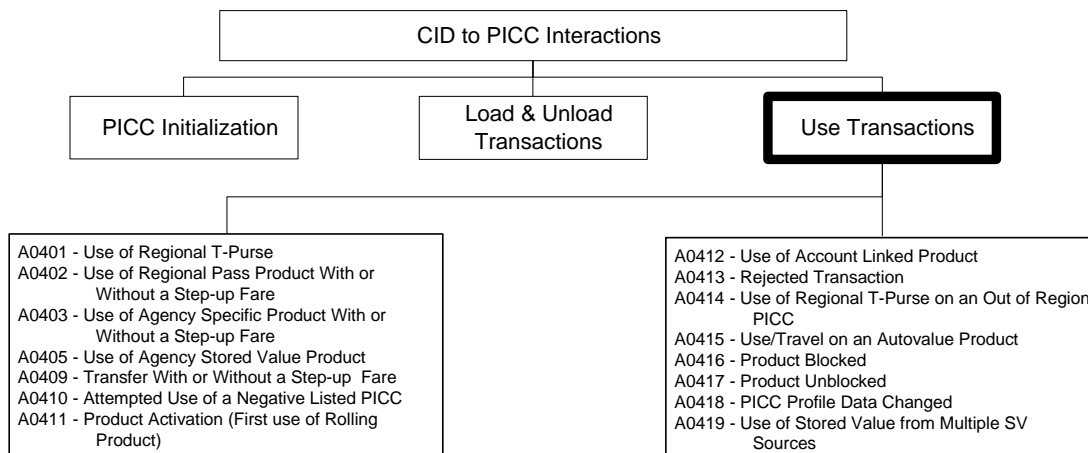 CID to PICC Interactions
PICC Initialization
Load & Unload
Transactions
Use Transactions
A0401 - Use of Regional T-Purse
A0402 - Use of Regional Pass Product With or
Without a Step-up Fare
A0403 - Use of Agency Specific Product With or
Without a Step-up Fare
A0405 - Use of Agency Stored Value Product
A0409 - Transfer With or Without a Step-up Fare
A0410 - Attempted Use of a Negative Listed PICC
A0411 - Product Activation (First use of Rolling
Product)
A0412 - Use of Account Linked Product
A0413 - Rejected Transaction
A0414 - Use of Regional T-Purse on an Out of Region
PICC
A0415 - Use/Travel on an Autovalue Product
A0416 - Product Blocked
A0417 - Product Unblocked
A0418 - PICC Profile Data Changed
A0419 - Use of Stored Value from Multiple SV
Sources